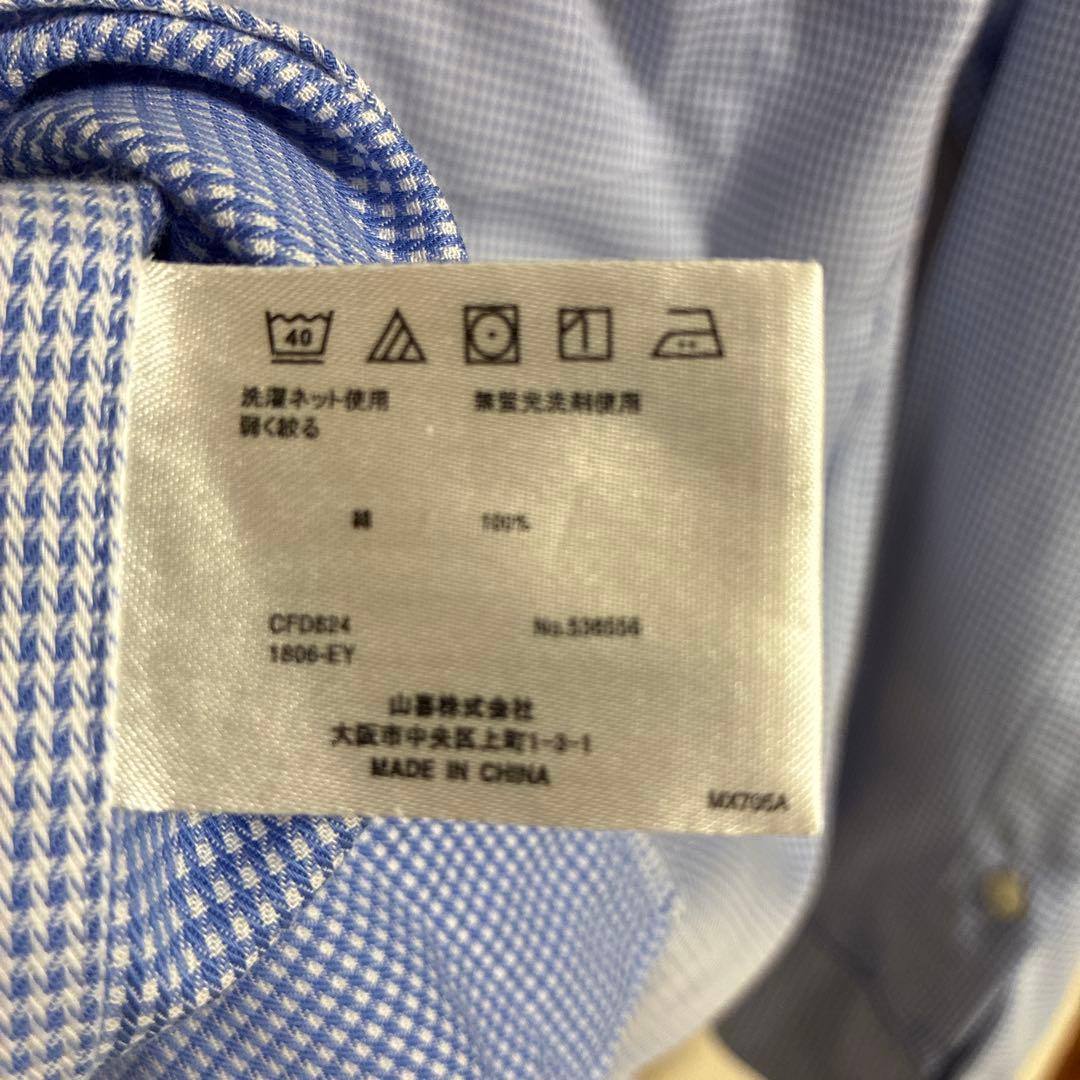 40
洗濯ネット使用 無蛍光洗剤使用
弱く絞る
綿 100%
CFD824 No.536556
1806-EY
山喜株式会社
大阪市中央区上町1-3-1
MADE IN CHINA
MX705A